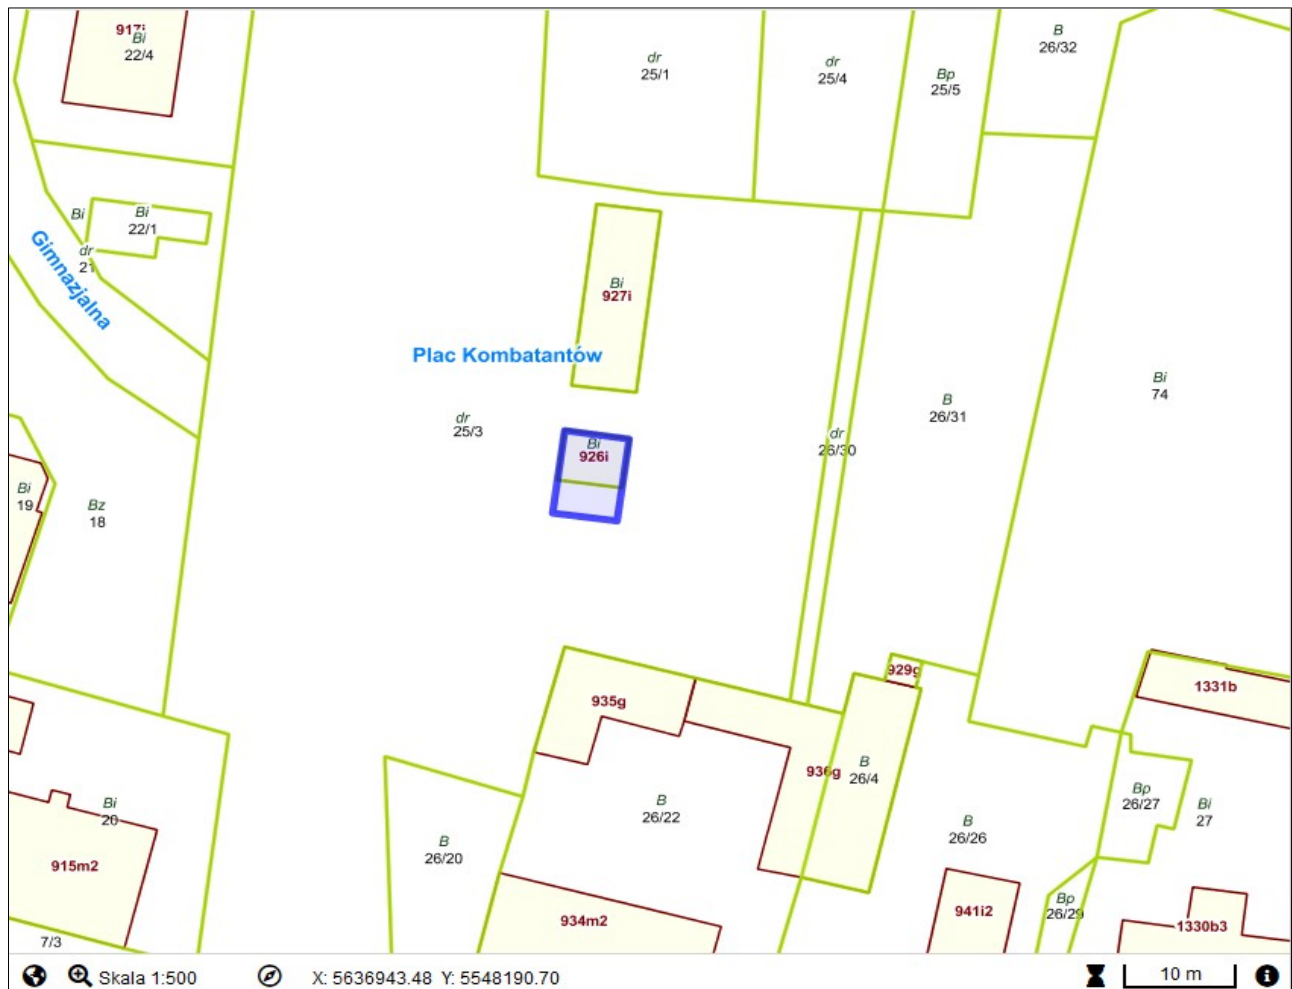 917i
Bi
22/4
dr
25/1
dr
25/4
Bp
25/5
B
26/32
Bi
Bi
22/1
dr
21
Gimnazjalna
Bi
927i
Plac Kombatantów
dr
25/3
Bi
926i
dr
26/30
B
26/31
Bi
74
Bi
19
Bz
18
935g
929g
1331b
936g
B
26/4
B
26/22
Bp
26/27
Bi
27
Bi
20
B
26/20
B
26/26
915m2
934m2
941i2
Bp
26/29
1330b3
7/3
Skala 1:500
X: 5636943.48 Y: 5548190.70
10 m